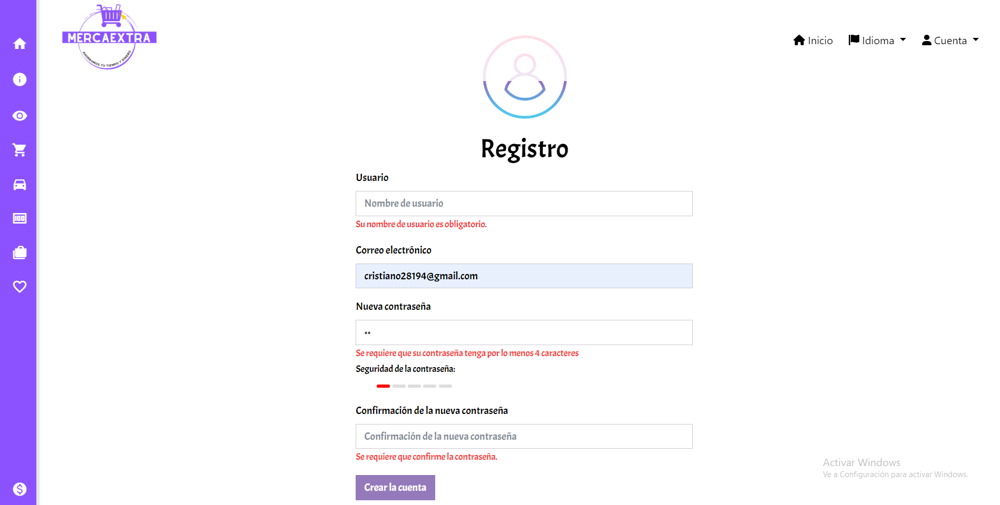 MERCAEXTRA
AHORRAMOS TU TIEMPO Y DINERO
Inicio
Idioma
Cuenta
Registro
Usuario
Nombre de usuario
Su nombre de usuario es obligatorio.
Correo electrónico
cristiano28194@gmail.com
Nueva contraseña
••
Se requiere que su contraseña tenga por lo menos 4 caracteres
Seguridad de la contraseña:
Confirmación de la nueva contraseña
Confirmación de la nueva contraseña
Se requiere que confirme la contraseña.
Crear la cuenta
100
Activar Windows
Ve a Configuración para activar Windows.